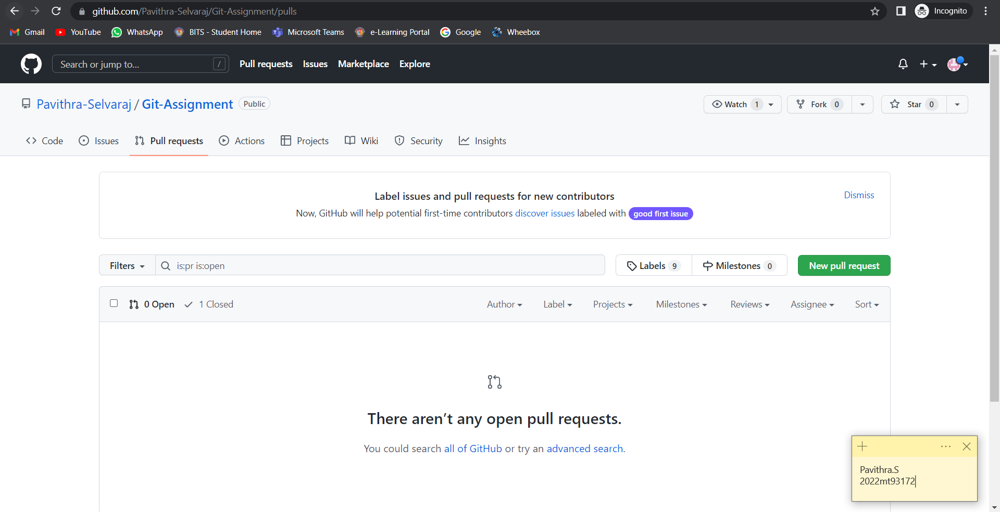 github.com/Pavithra-Selvaraj/Git-Assignment/pulls
Incognito
Gmail
YouTube
WhatsApp
BITS - Student Home
Microsoft Teams
e-Learning Portal
Google
Wheebox
Search or jump to...
/
Pull requests
Issues
Marketplace
Explore
Pavithra-Selvaraj / Git-Assignment
Public
Watch 1
Fork 0
Star 0
Code
Issues
Pull requests
Actions
Projects
Wiki
Security
Insights
Label issues and pull requests for new contributors
Dismiss
Now, GitHub will help potential first-time contributors discover issues labeled with good first issue
Filters
is:pr is:open
Labels 9
Milestones 0
New pull request
0 Open
1 Closed
Author
Label
Projects
Milestones
Reviews
Assignee
Sort
There aren’t any open pull requests.
You could search all of GitHub or try an advanced search.
Pavithra.S
2022mt93172